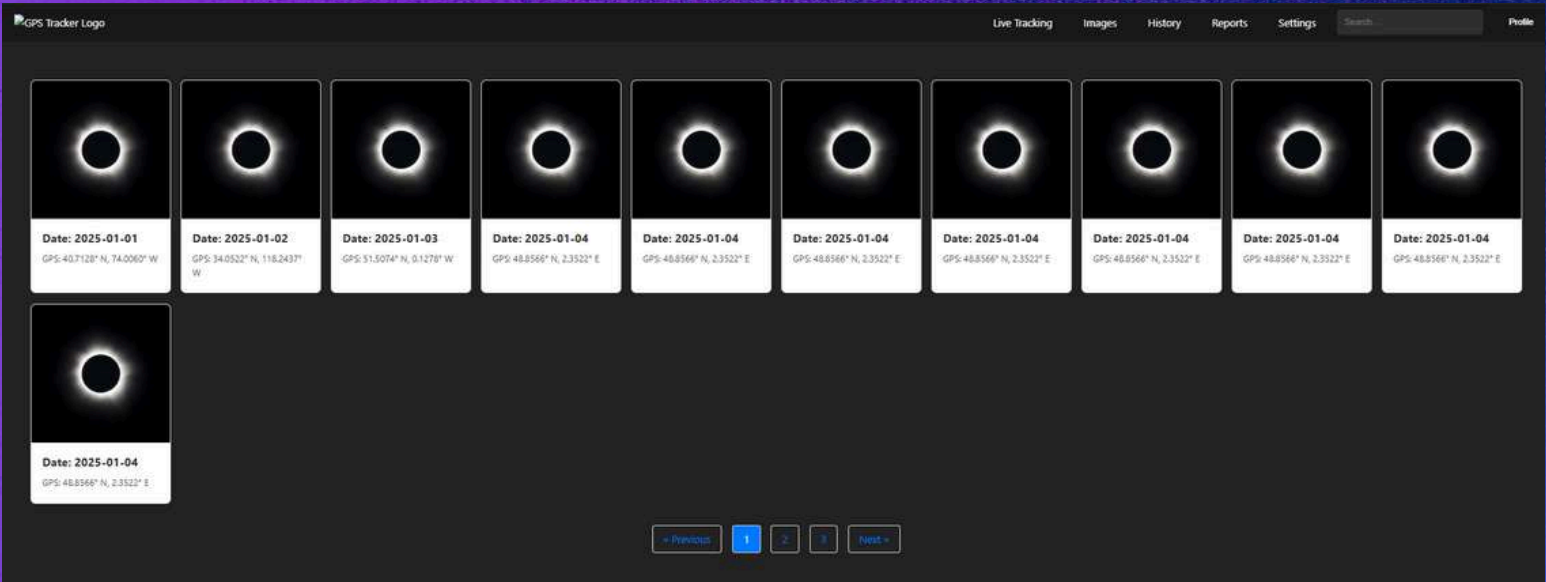 GPS Tracker Logo
Live Tracking Images History Reports Settings Search... Profile
Date: 2025-01-01
GPS: 40.7128° N, 74.0060° W
Date: 2025-01-02
GPS: 34.0522° N, 118.2437°
W
Date: 2025-01-03
GPS: 51.5074° N, 0.1278° W
Date: 2025-01-04
GPS: 48.8566° N, 2.3522° E
Date: 2025-01-04
GPS: 48.8566° N, 2.3522° E
Date: 2025-01-04
GPS: 48.8566° N, 2.3522° E
Date: 2025-01-04
GPS: 48.8566° N, 2.3522° E
Date: 2025-01-04
GPS: 48.8566° N, 2.3522° E
Date: 2025-01-04
GPS: 48.8566° N, 2.3522° E
Date: 2025-01-04
GPS: 48.8566° N, 2.3522° E
Date: 2025-01-04
GPS: 48.8566° N, 2.3522° E
« Previous 1 2 3 Next »